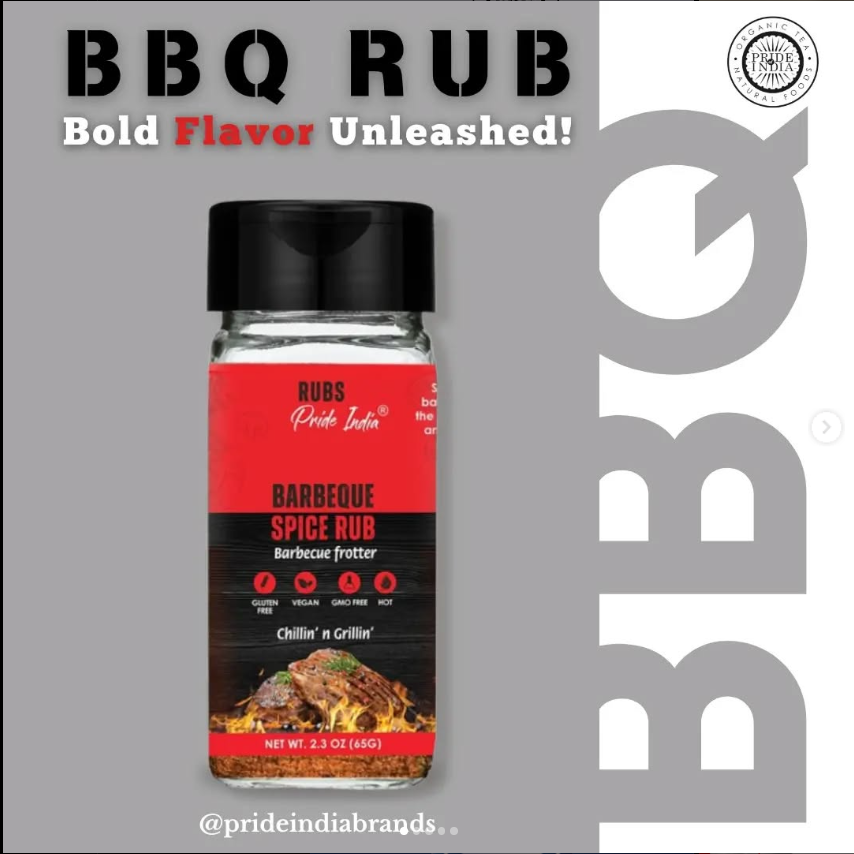 BBQ RUB
Bold Flavor Unleashed!
ORGANIC TEA
PRIDE
INDIA
NATURAL FOODS
BBQ
RUBS
Pride India®
BARBEQUE
SPICE RUB
Barbecue frotter
GLUTEN FREE
VEGAN
GMO FREE
HOT
Chillin' n Grillin'
NET WT. 2.3 OZ (65G)
@prideindiabrands